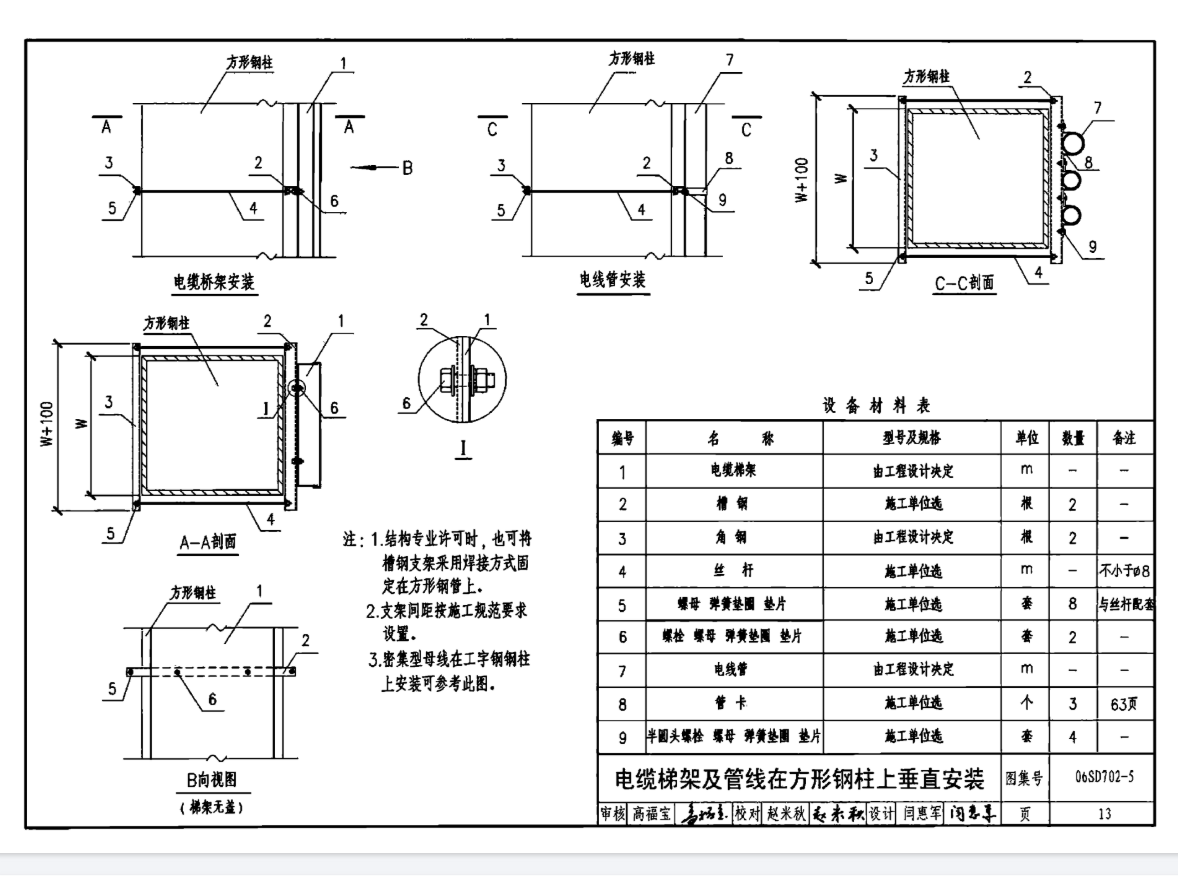 方形钢柱 1
A A
3 2 B
5 4 6
电缆桥架安装
方形钢柱 7
C C
3 2 8
5 4 9
电线管安装
方形钢柱 2
7
3 8
W+100 W
9
5 4
C-C剖面
方形钢柱 2 1
3 I 6
W+100 W
5 4
A-A剖面
2 1
6
I
方形钢柱 1
2
5 6
B向视图
(梯架无盖)
注:1.结构专业许可时,也可将
槽钢支架采用焊接方式固
定在方形钢管上。
2.支架间距按施工规范要求
设置。
3.密集型母线在工字钢钢柱
上安装可参考此图。
设备材料表
编号 名称 型号及规格 单位 数量 备注
1 电缆梯架 由工程设计决定 m - -
2 槽钢 施工单位选 根 2 -
3 角钢 由工程设计决定 根 2 -
4 丝杆 施工单位选 m - 不小于ø8
5 螺母 弹簧垫圈 垫片 施工单位选 套 8 与丝杆配套
6 螺栓 螺母 弹簧垫圈 垫片 施工单位选 套 2 -
7 电线管 由工程设计决定 m - -
8 管卡 施工单位选 个 3 63页
9 半圆头螺栓 螺母 弹簧垫圈 垫片 施工单位选 套 4 -
电缆梯架及管线在方形钢柱上垂直安装 图集号 06SD702-5
审核 高福宝 校对 赵米秋 赵米秋 设计 闫惠军 闫惠军 页 13